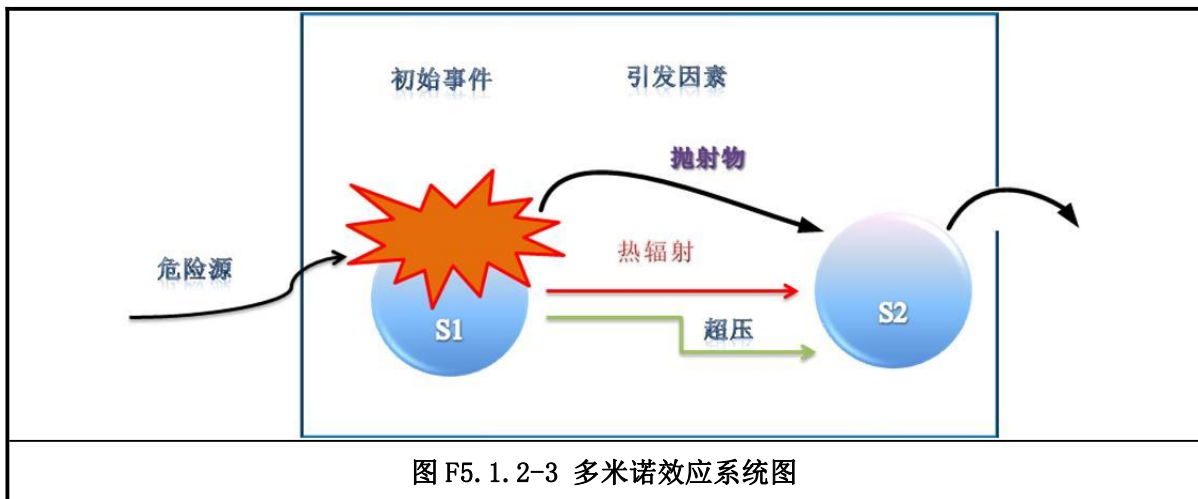 初始事件
引发因素
抛射物
热辐射
危险源
S1
S2
超压
图 F5.1.2-3 多米诺效应系统图